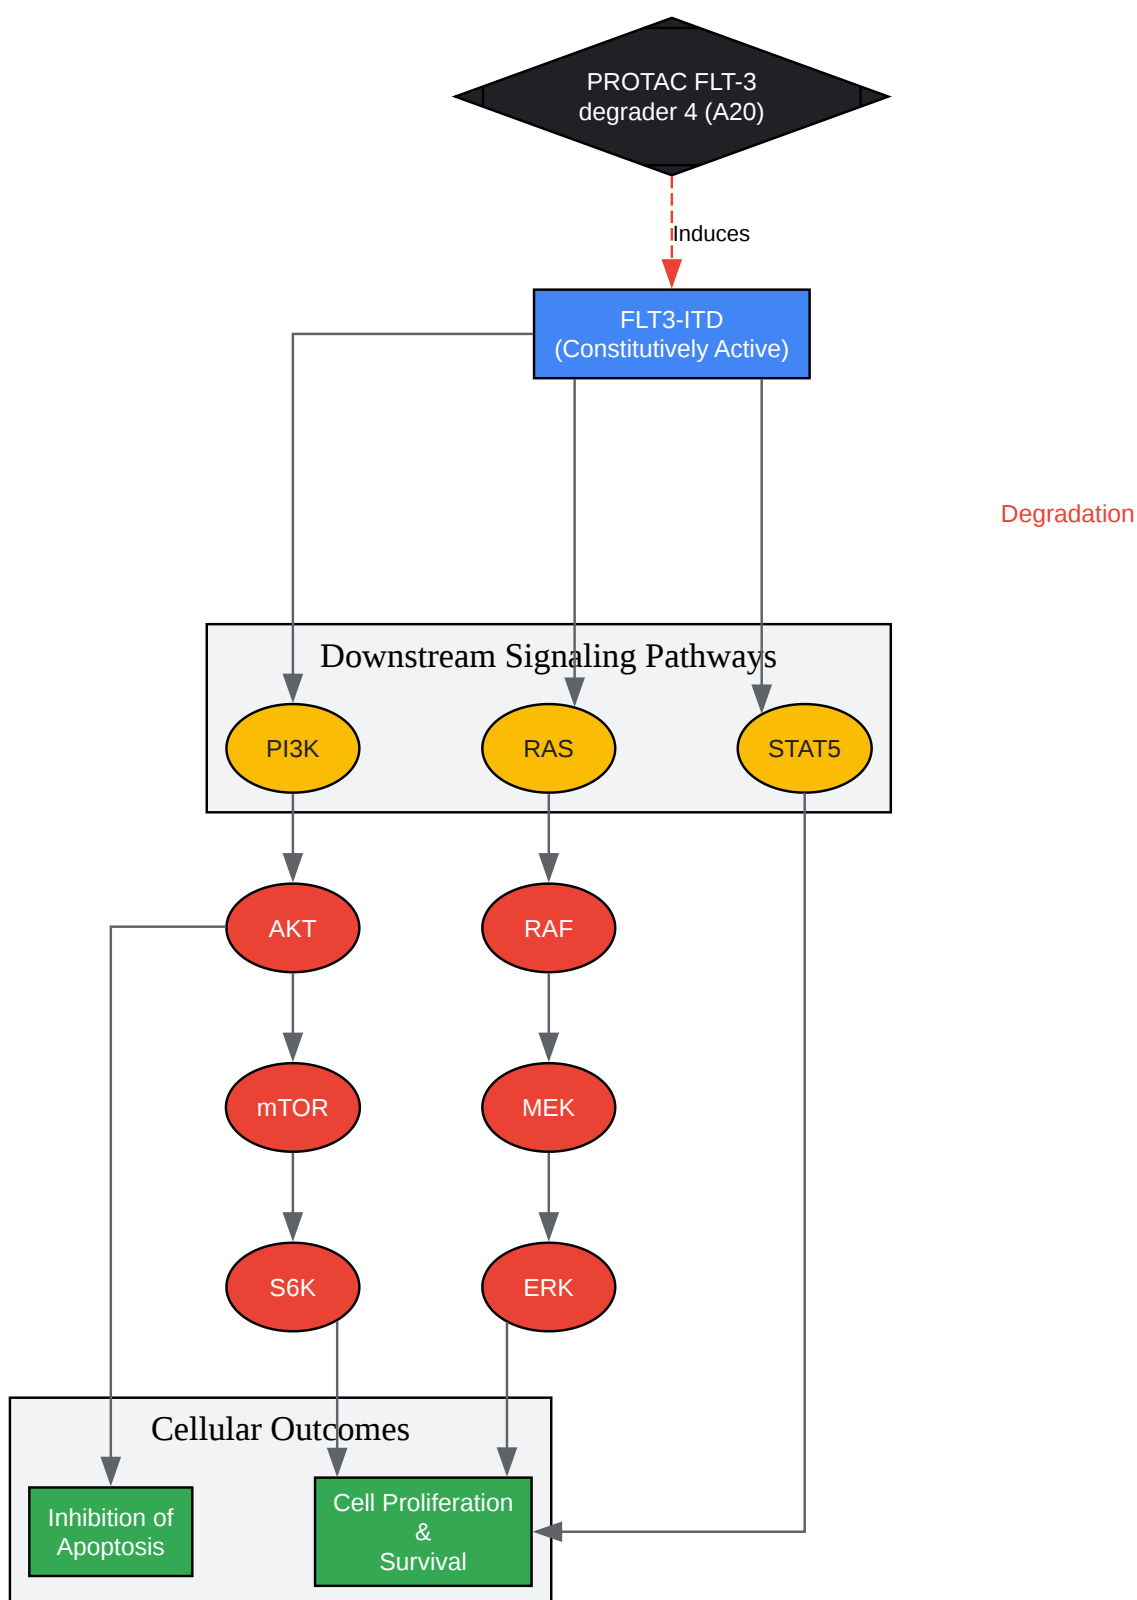 PROTAC FLT-3
degrader 4 (A20)
Induces
FLT3-ITD
(Constitutively Active)
Degradation
Downstream Signaling Pathways
PI3K
RAS
STAT5
AKT
RAF
mTOR
MEK
S6K
ERK
Cellular Outcomes
Inhibition of
Apoptosis
Cell Proliferation
&
Survival